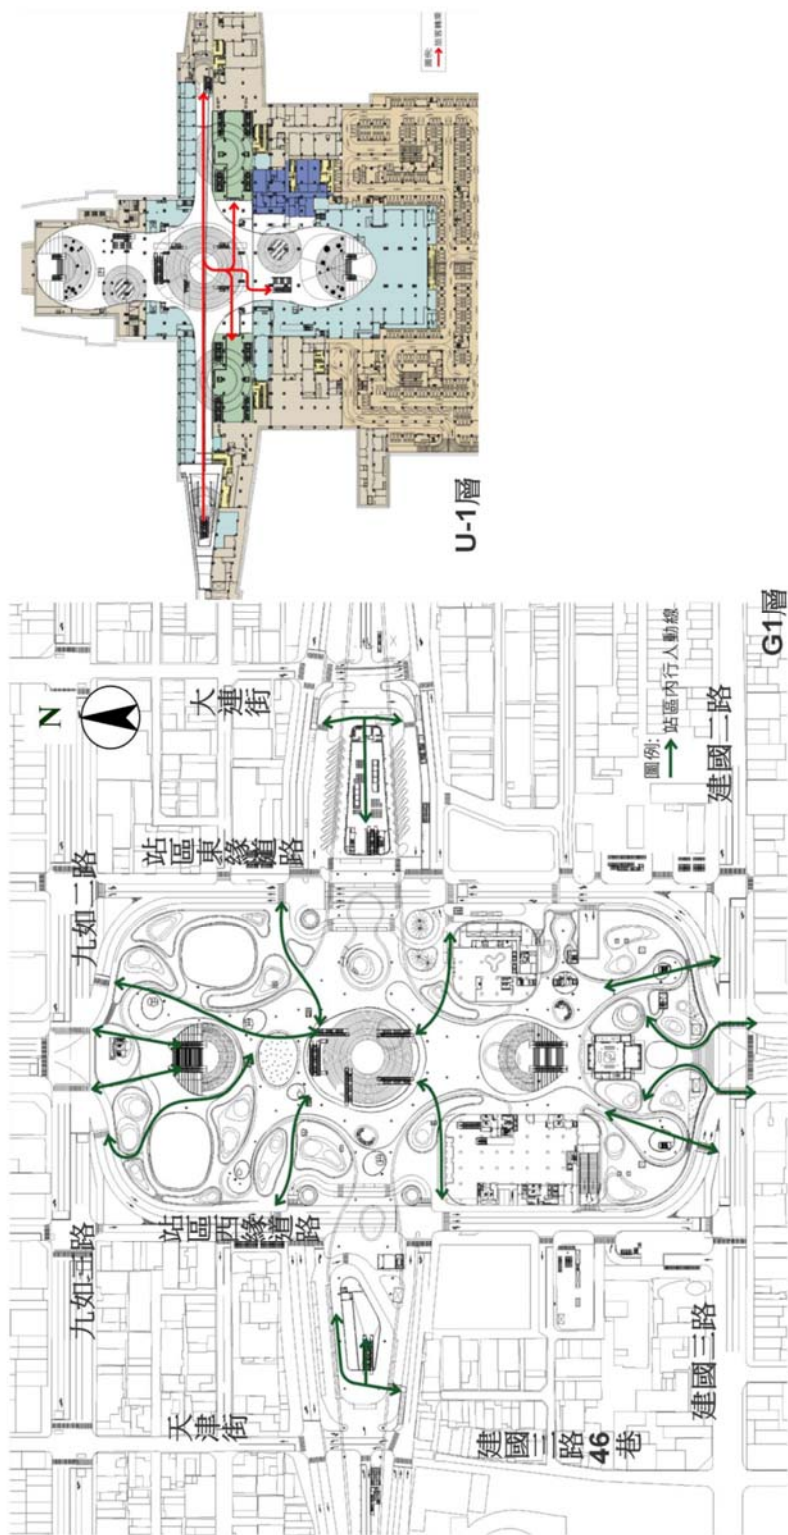 圖例:
U-1層
N
九如三路
九如二路
站區西緣道路
站區東緣道路
天津街
大連街
建國三路46巷
建國三路
建國二路
圖例:
站區內行人動線
G1層